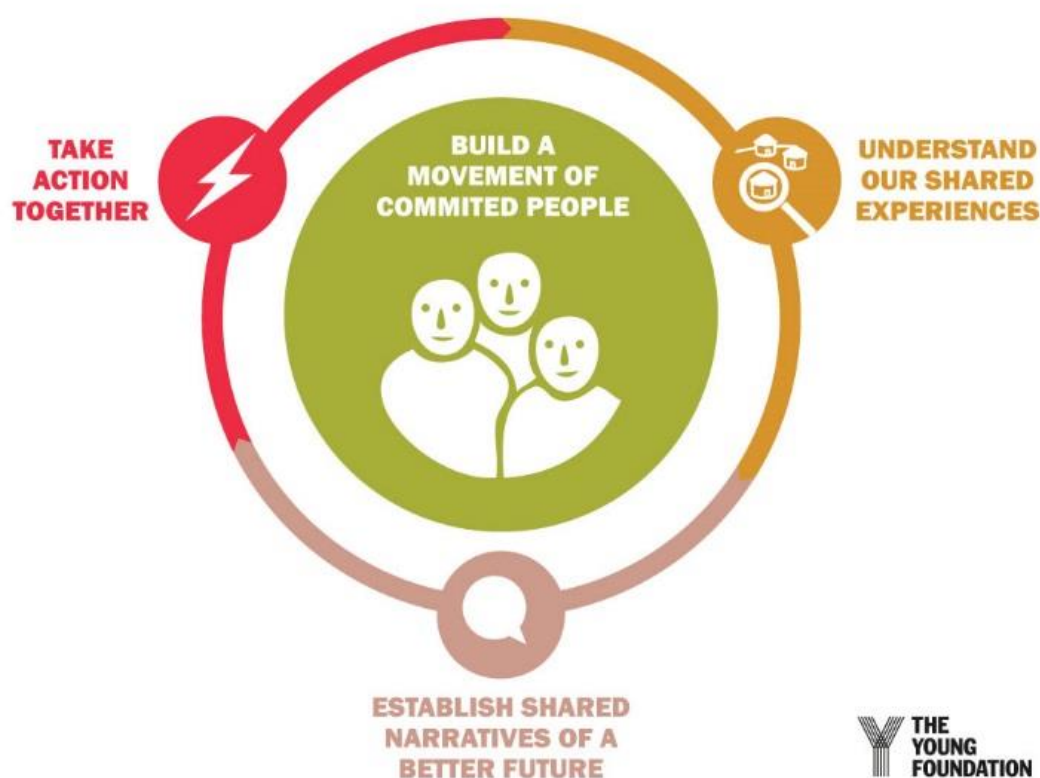 BUILD A
MOVEMENT OF
COMMITED PEOPLE
TAKE
ACTION
TOGETHER
UNDERSTAND
OUR SHARED
EXPERIENCES
ESTABLISH SHARED
NARRATIVES OF A
BETTER FUTURE
THE
YOUNG
FOUNDATION